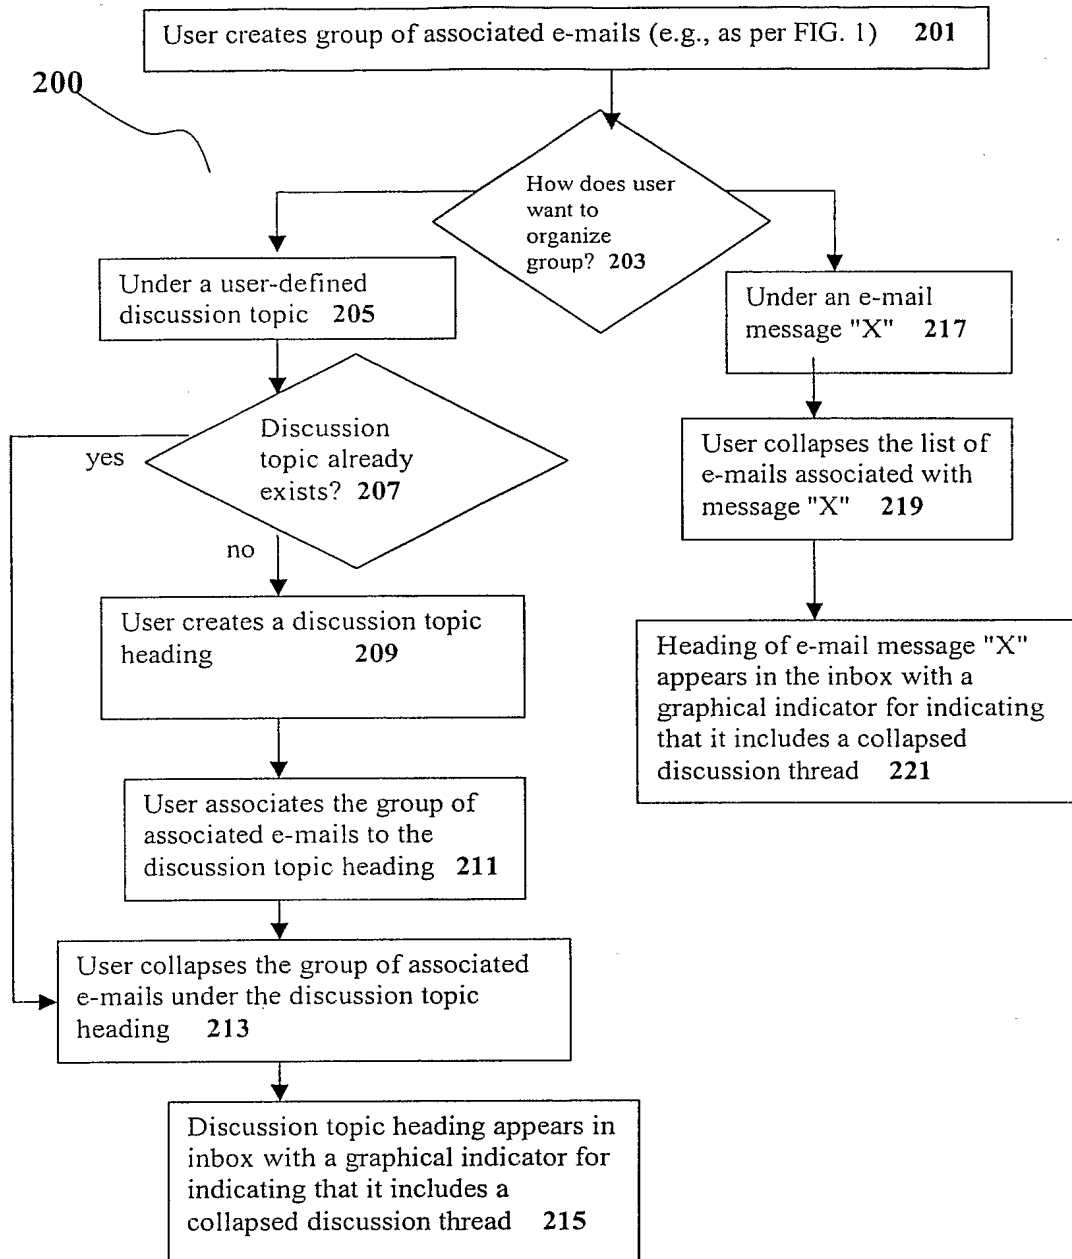 User creates group of associated e-mails (e.g., as per FIG. 1) 201
200
How does user
want to
organize
group? 203
Under a user-defined
discussion topic 205
Under an e-mail
message "X" 217
Discussion
topic already
exists? 207
yes
no
User collapses the list of
e-mails associated with
message "X" 219
User creates a discussion topic
heading 209
Heading of e-mail message "X"
appears in the inbox with a
graphical indicator for indicating
that it includes a collapsed
discussion thread 221
User associates the group of
associated e-mails to the
discussion topic heading 211
User collapses the group of associated
e-mails under the discussion topic
heading 213
Discussion topic heading appears in
inbox with a graphical indicator for
indicating that it includes a
collapsed discussion thread 215